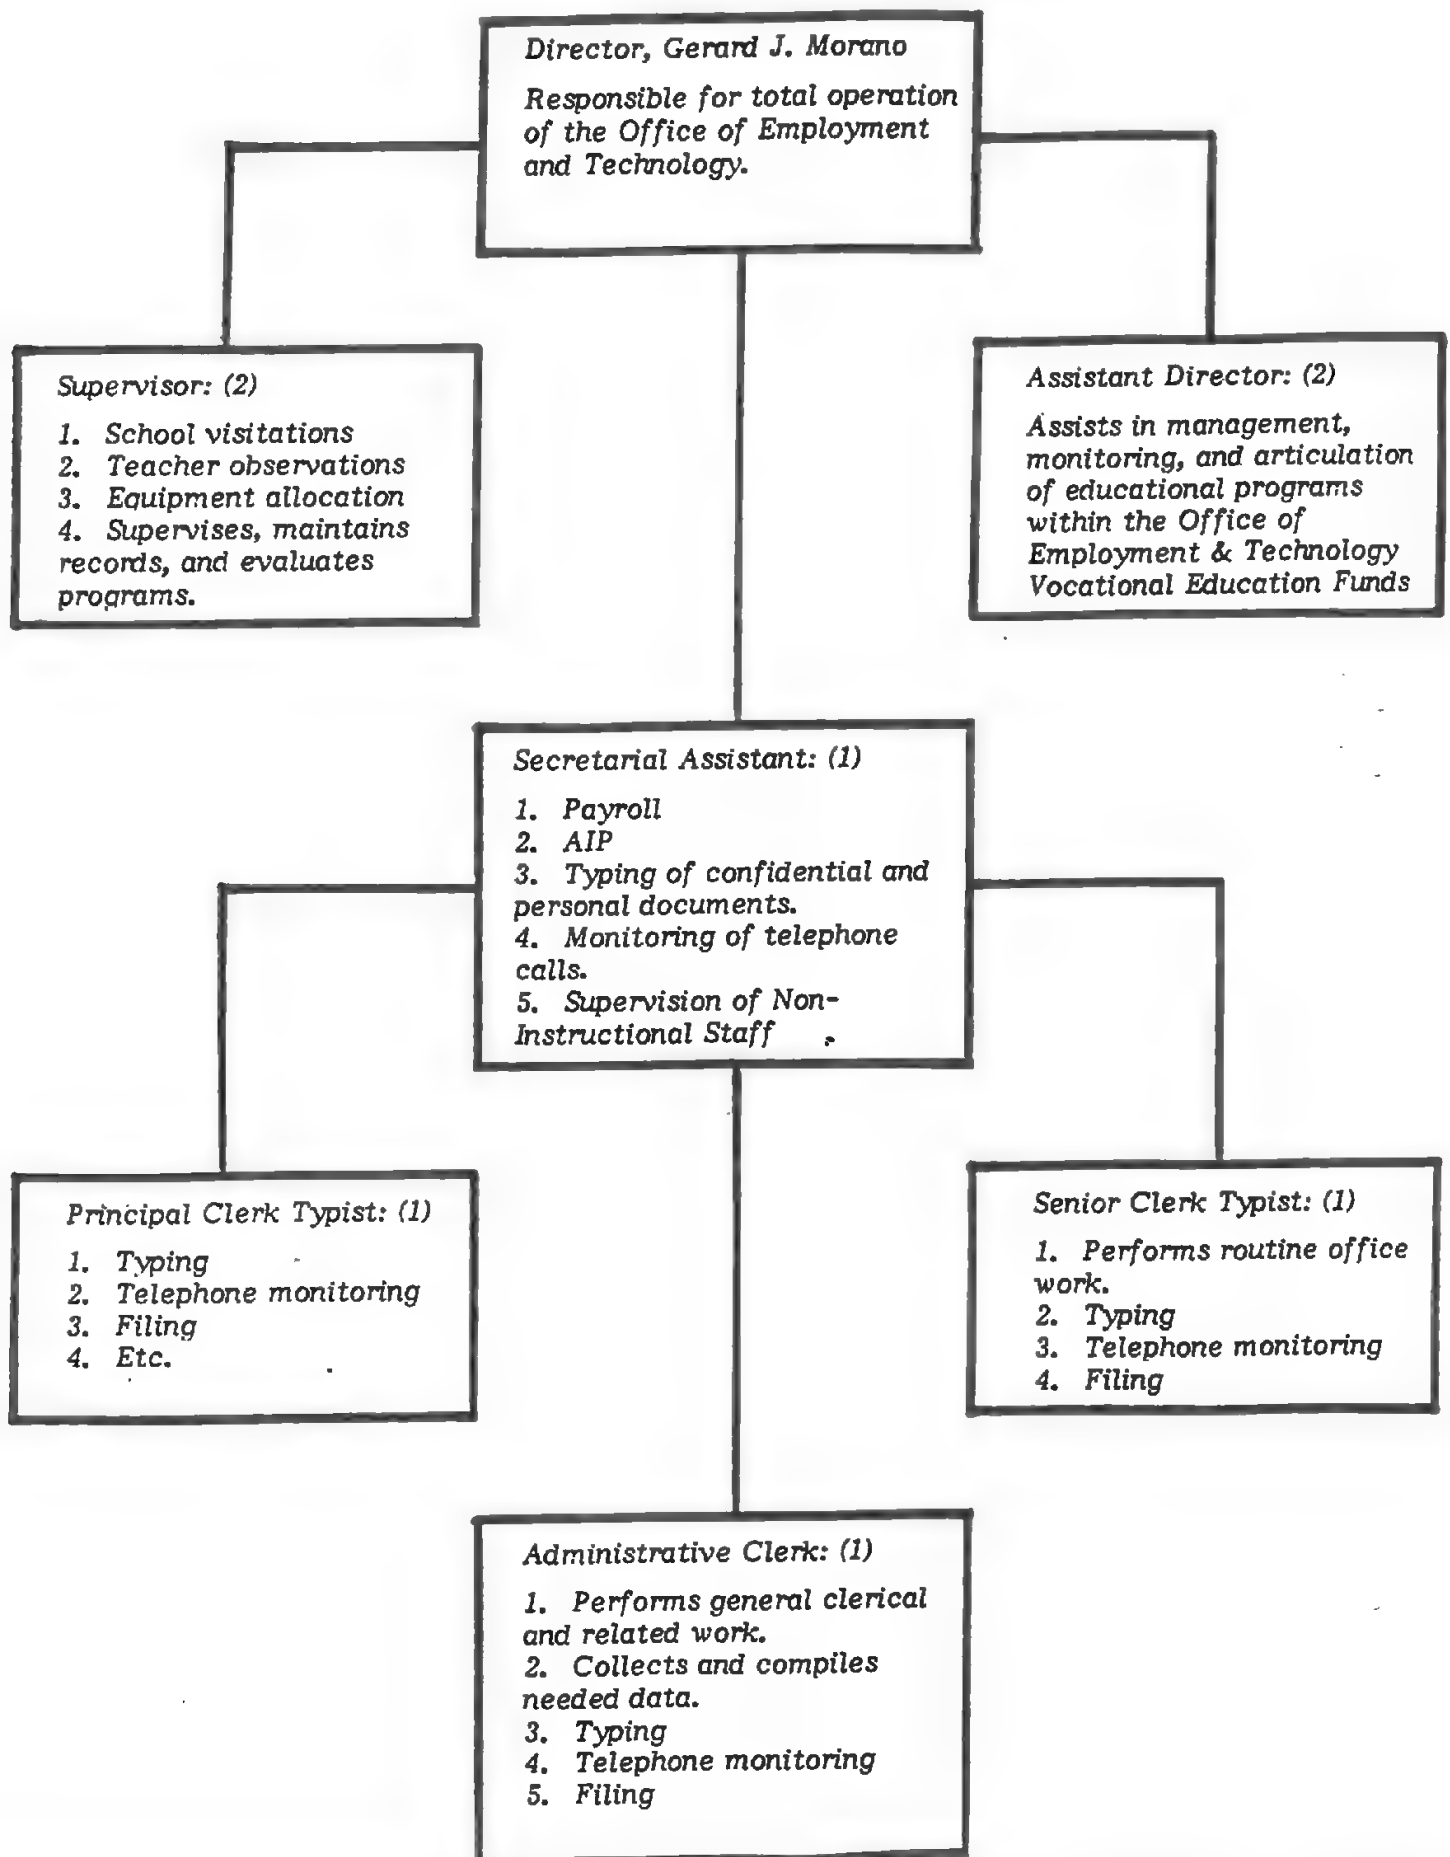 Director, Gerard J. Morano
Responsible for total operation
of the Office of Employment
and Technology.
Supervisor: (2)
1. School visitations
2. Teacher observations
3. Equipment allocation
4. Supervises, maintains
records, and evaluates
programs.
Assistant Director: (2)
Assists in management,
monitoring, and articulation
of educational programs
within the Office of
Employment & Technology
Vocational Education Funds
Secretarial Assistant: (1)
1. Payroll
2. AIP
3. Typing of confidential and
personal documents.
4. Monitoring of telephone
calls.
5. Supervision of Non-
Instructional Staff
Principal Clerk Typist: (1)
1. Typing
2. Telephone monitoring
3. Filing
4. Etc.
Senior Clerk Typist: (1)
1. Performs routine office
work.
2. Typing
3. Telephone monitoring
4. Filing
Administrative Clerk: (1)
1. Performs general clerical
and related work.
2. Collects and compiles
needed data.
3. Typing
4. Telephone monitoring
5. Filing